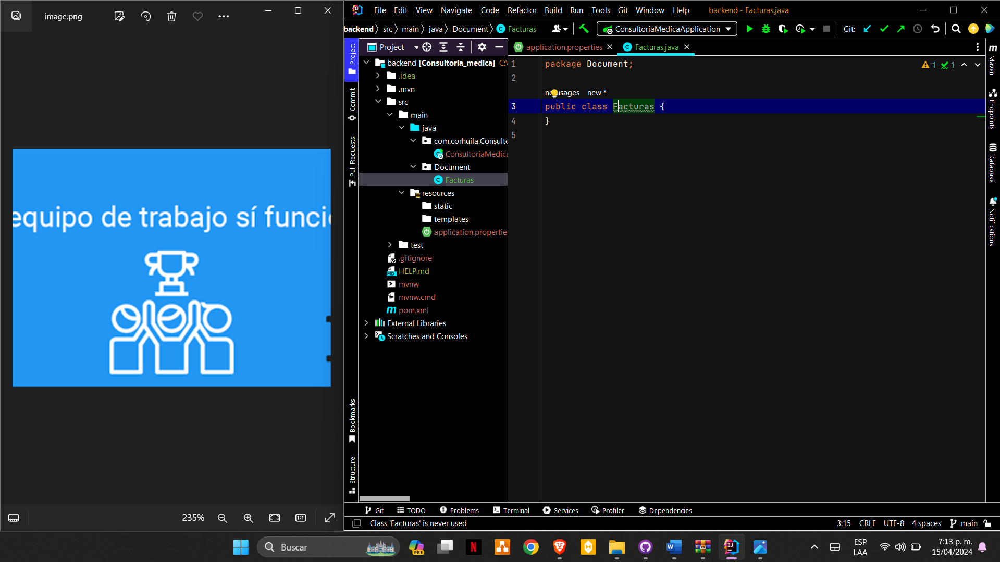 image.png
equipo de trabajo sí funcio
235%
File Edit View Navigate Code Refactor Build Run Tools Git Window Help backend - Facturas.java
backend src main java Document Facturas ConsultoriaMedicaApplication Git:
Project
application.properties Facturas.java
backend [Consultoria_medica] C:\
.idea
.mvn
src
main
java
com.corhuila.Consulto
ConsultoriaMedica
Document
Facturas
resources
static
templates
application.propertie
test
.gitignore
HELP.md
mvnw
mvnw.cmd
pom.xml
External Libraries
Scratches and Consoles
Project
Commit
Pull Requests
Bookmarks
Structure
1 package Document;
2
no usages new *
3 public class Facturas {
4 }
5
1 1
Maven
Endpoints
Database
Notifications
Git TODO Problems Terminal Services Profiler Dependencies
Class 'Facturas' is never used 3:15 CRLF UTF-8 4 spaces main
Buscar
PRE
ESP
LAA
7:13 p. m.
15/04/2024